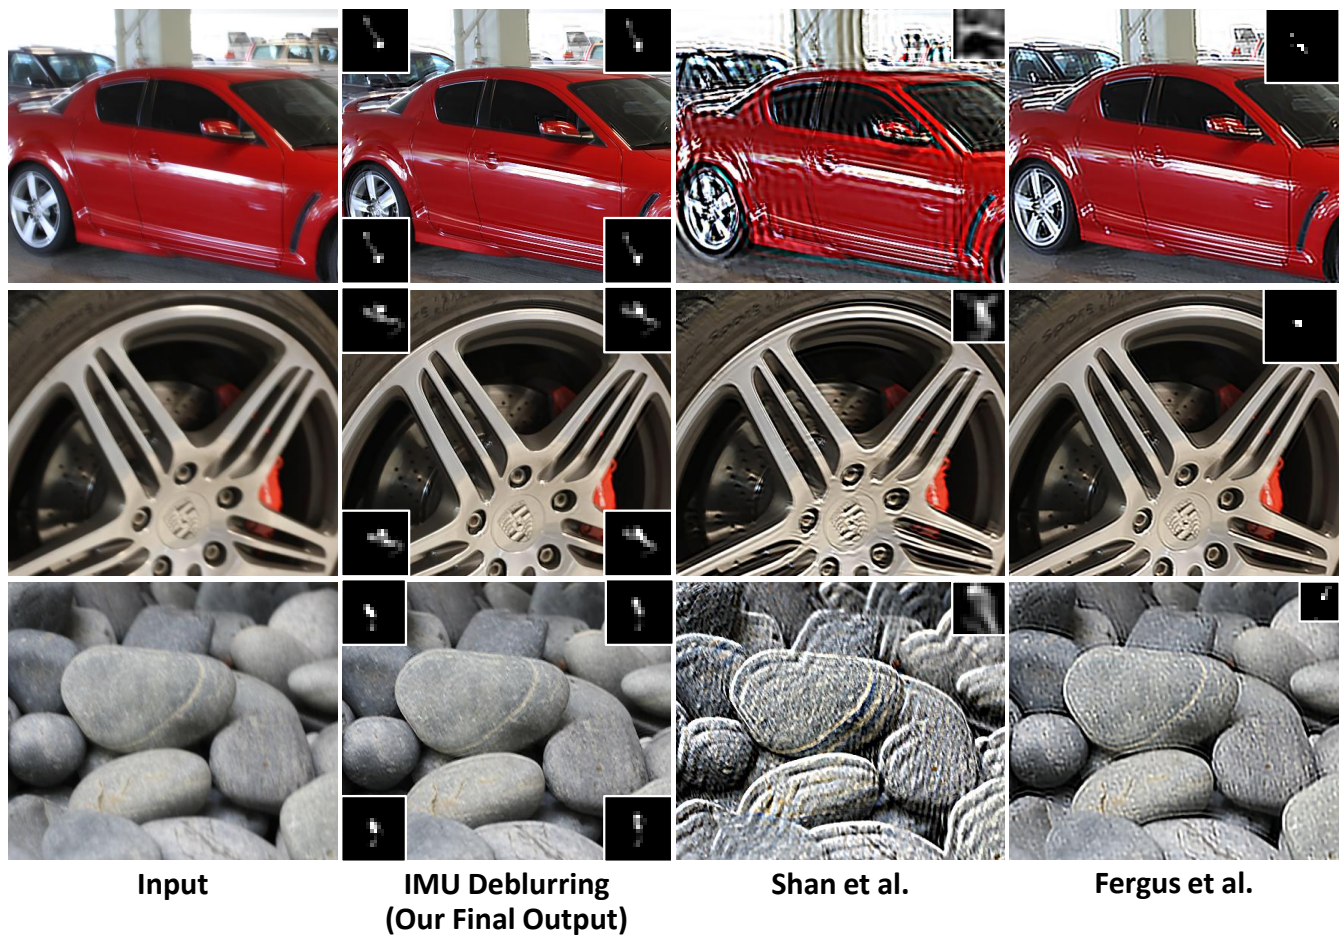 Input
IMU Deblurring
(Our Final Output)
Shan et al.
Fergus et al.